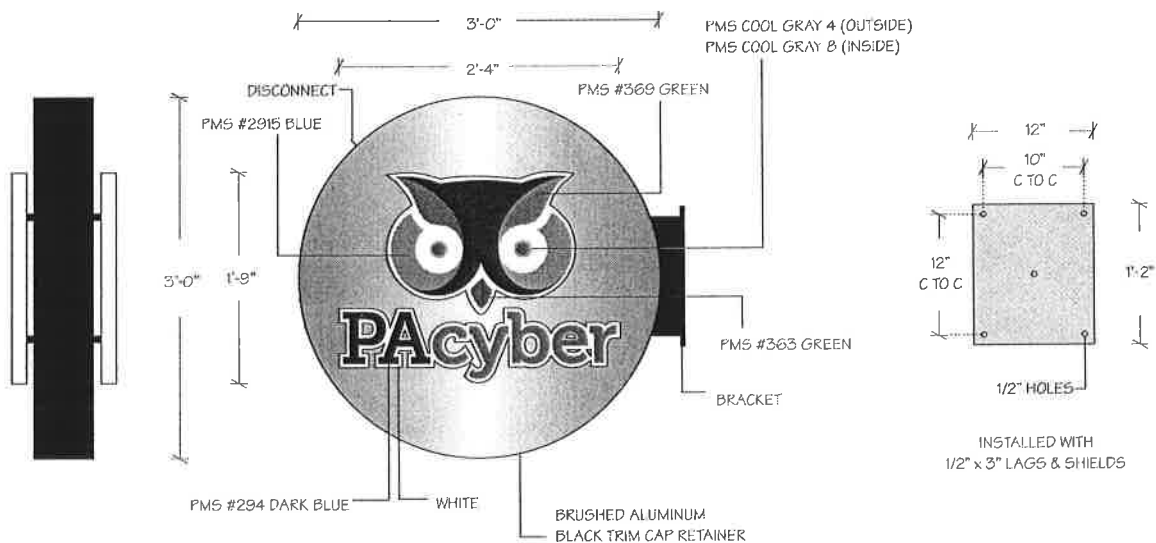 3'-0"
PMS COOL GRAY 4 (OUTSIDE)
PMS COOL GRAY 8 (INSIDE)
2'-4"
DISCONNECT
PMS #369 GREEN
PMS #2915 BLUE
3'-0"
1'-9"
PAcyber
PMS #363 GREEN
BRACKET
PMS #294 DARK BLUE
WHITE
BRUSHED ALUMINUM
BLACK TRIM CAP RETAINER
12"
10"
C TO C
12"
C TO C
1'-2"
1/2" HOLES
INSTALLED WITH
1/2" x 3" LAGS & SHIELDS